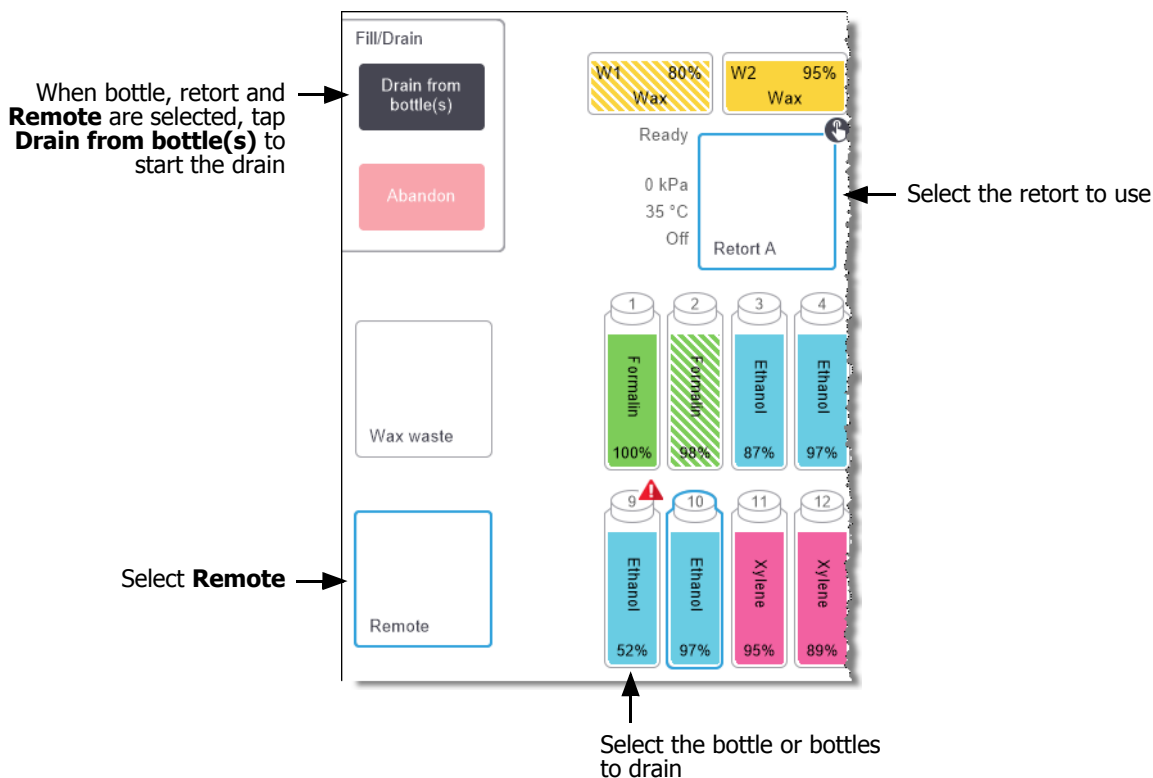 Fill/Drain
Drain from
bottle(s)
Abandon
When bottle, retort and
Remote are selected, tap
Drain from bottle(s) to
start the drain
W1 80%
Wax
W2 95%
Wax
Ready
0 kPa
35 °C
Off
Retort A
Select the retort to use
1
Formalin
100%
2
Formalin
98%
3
Ethanol
87%
4
Ethanol
97%
Wax waste
Select Remote
Remote
9
Ethanol
52%
10
Ethanol
97%
11
Xylene
95%
12
Xylene
89%
Select the bottle or bottles
to drain